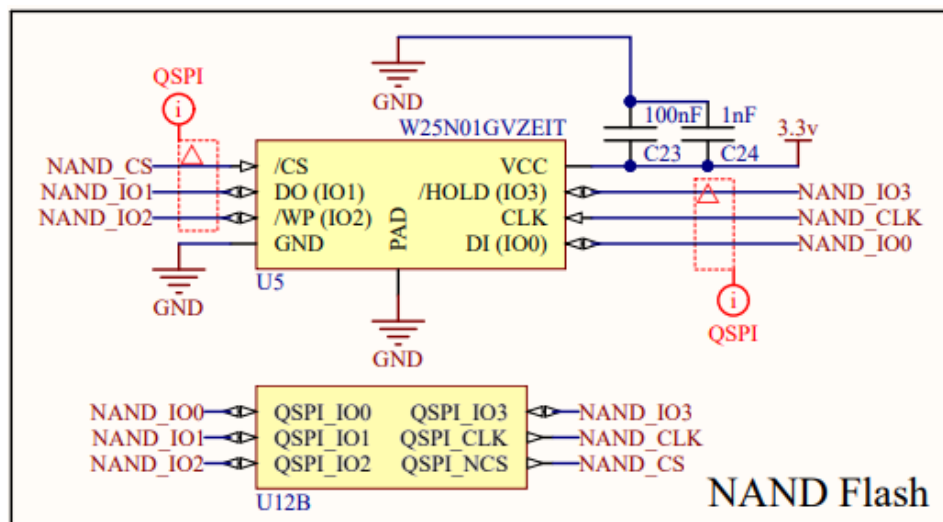 QSPI
i
GND
W25N01GVZEIT
100nF
1nF
3.3v
C23
C24
NAND_CS
/CS
VCC
NAND_IO1
DO (IO1)
/HOLD (IO3)
NAND_IO3
NAND_IO2
/WP (IO2)
CLK
NAND_CLK
GND
PAD
DI (IO0)
NAND_IO0
U5
GND
GND
i
QSPI
NAND_IO0
QSPI_IO0
QSPI_IO3
NAND_IO3
NAND_IO1
QSPI_IO1
QSPI_CLK
NAND_CLK
NAND_IO2
QSPI_IO2
QSPI_NCS
NAND_CS
U12B
NAND Flash